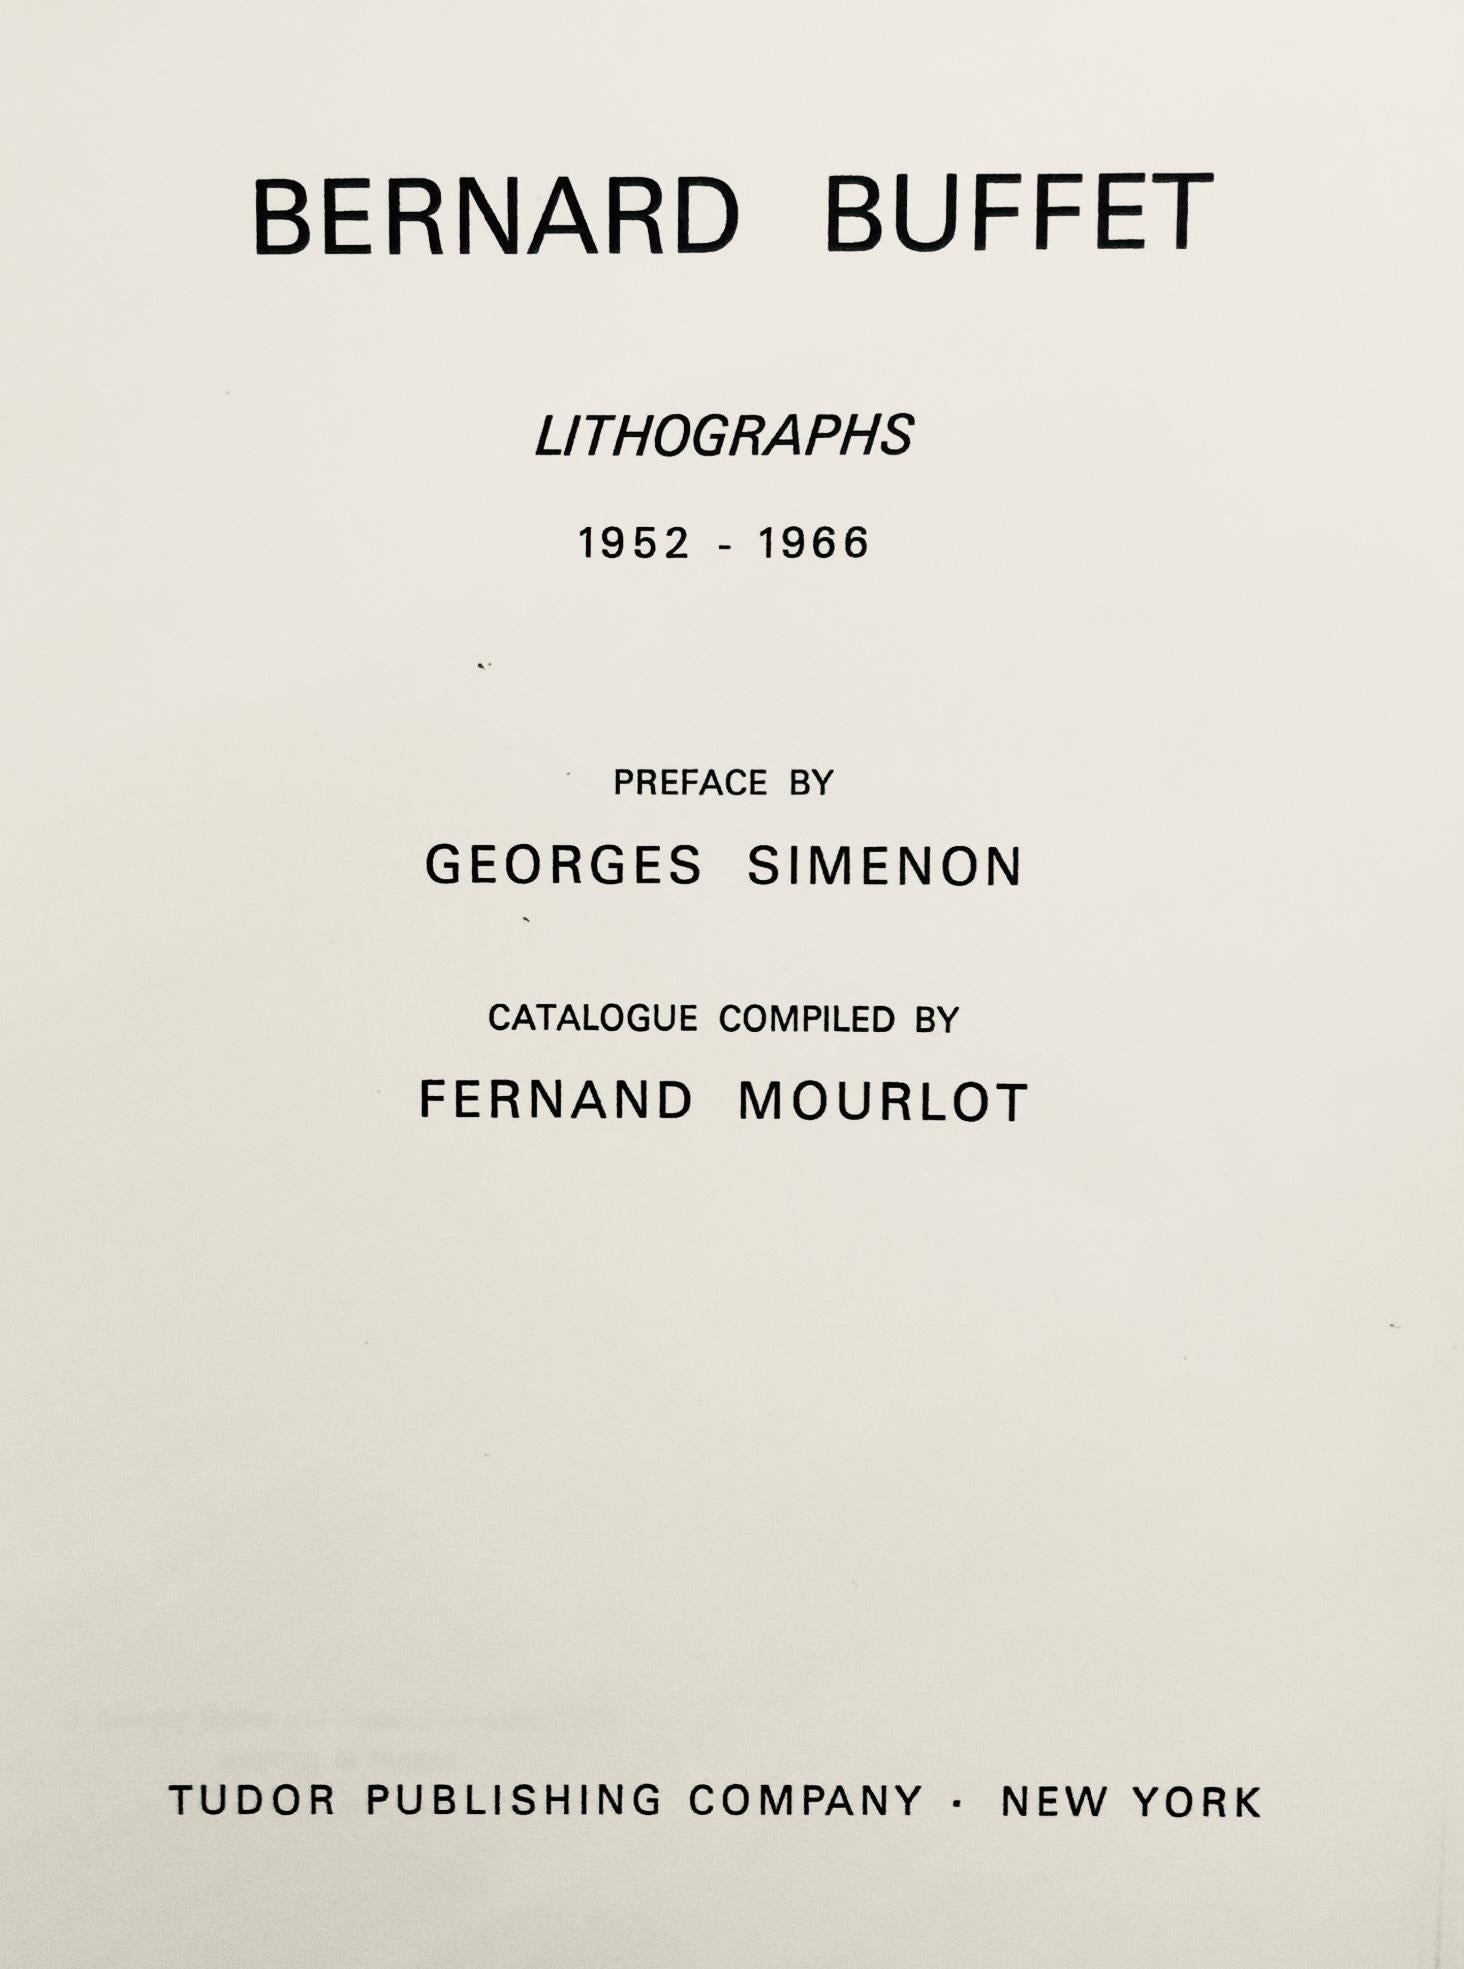 BERNARD BUFFET
LITHOGRAPHS
1952 - 1966
PREFACE BY
GEORGES SIMENON
CATALOGUE COMPILED BY
FERNAND MOURLOT
TUDOR PUBLISHING COMPANY · NEW YORK